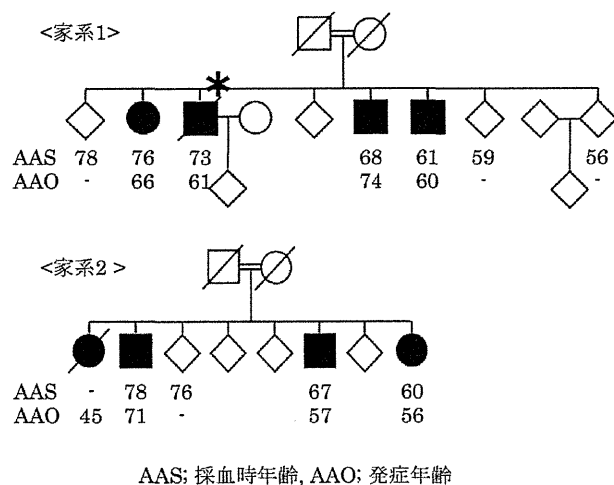 <家系1>
*
AAS 78 76 73 68 61 59 56
AAO - 66 61 74 60 - -
<家系2 >
AAS - 78 76 67 60
AAO 45 71 - 57 56
AAS; 採血時年齢, AAO; 発症年齢